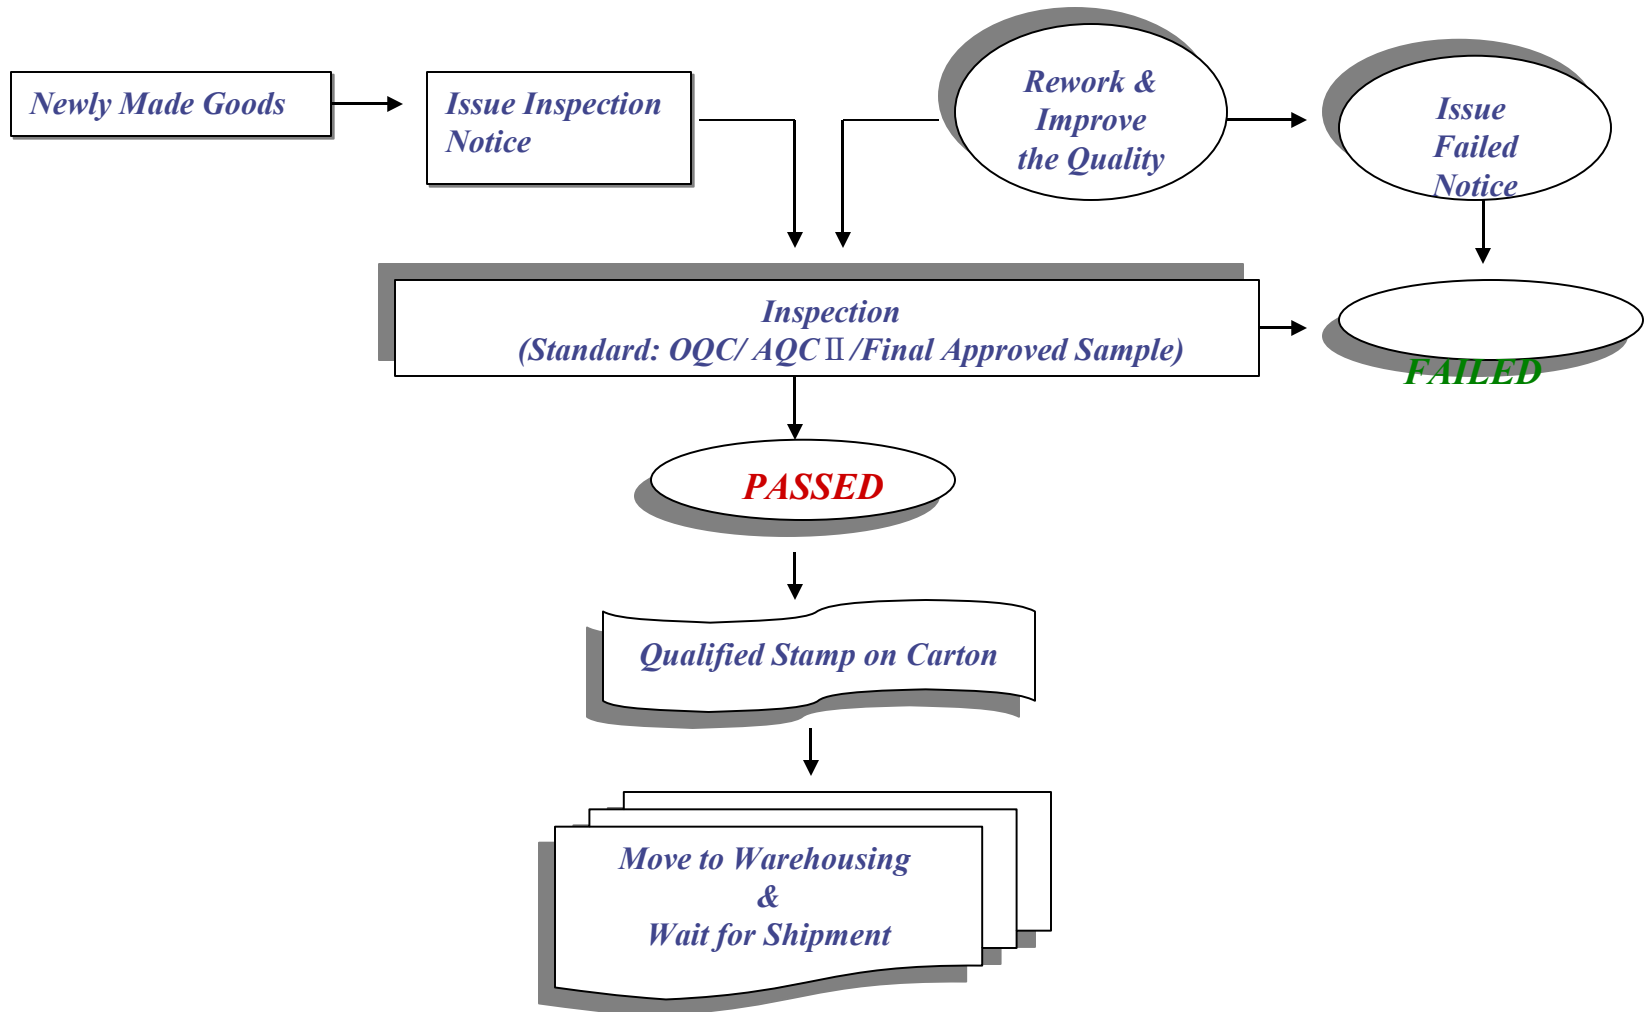 Newly Made Goods
Issue Inspection
Notice
Rework &
Improve
the Quality
Issue
Failed
Notice
Inspection
(Standard: OQC/ AQCⅡ/Final Approved Sample)
FAILED
PASSED
Qualified Stamp on Carton
Move to Warehousing
&
Wait for Shipment